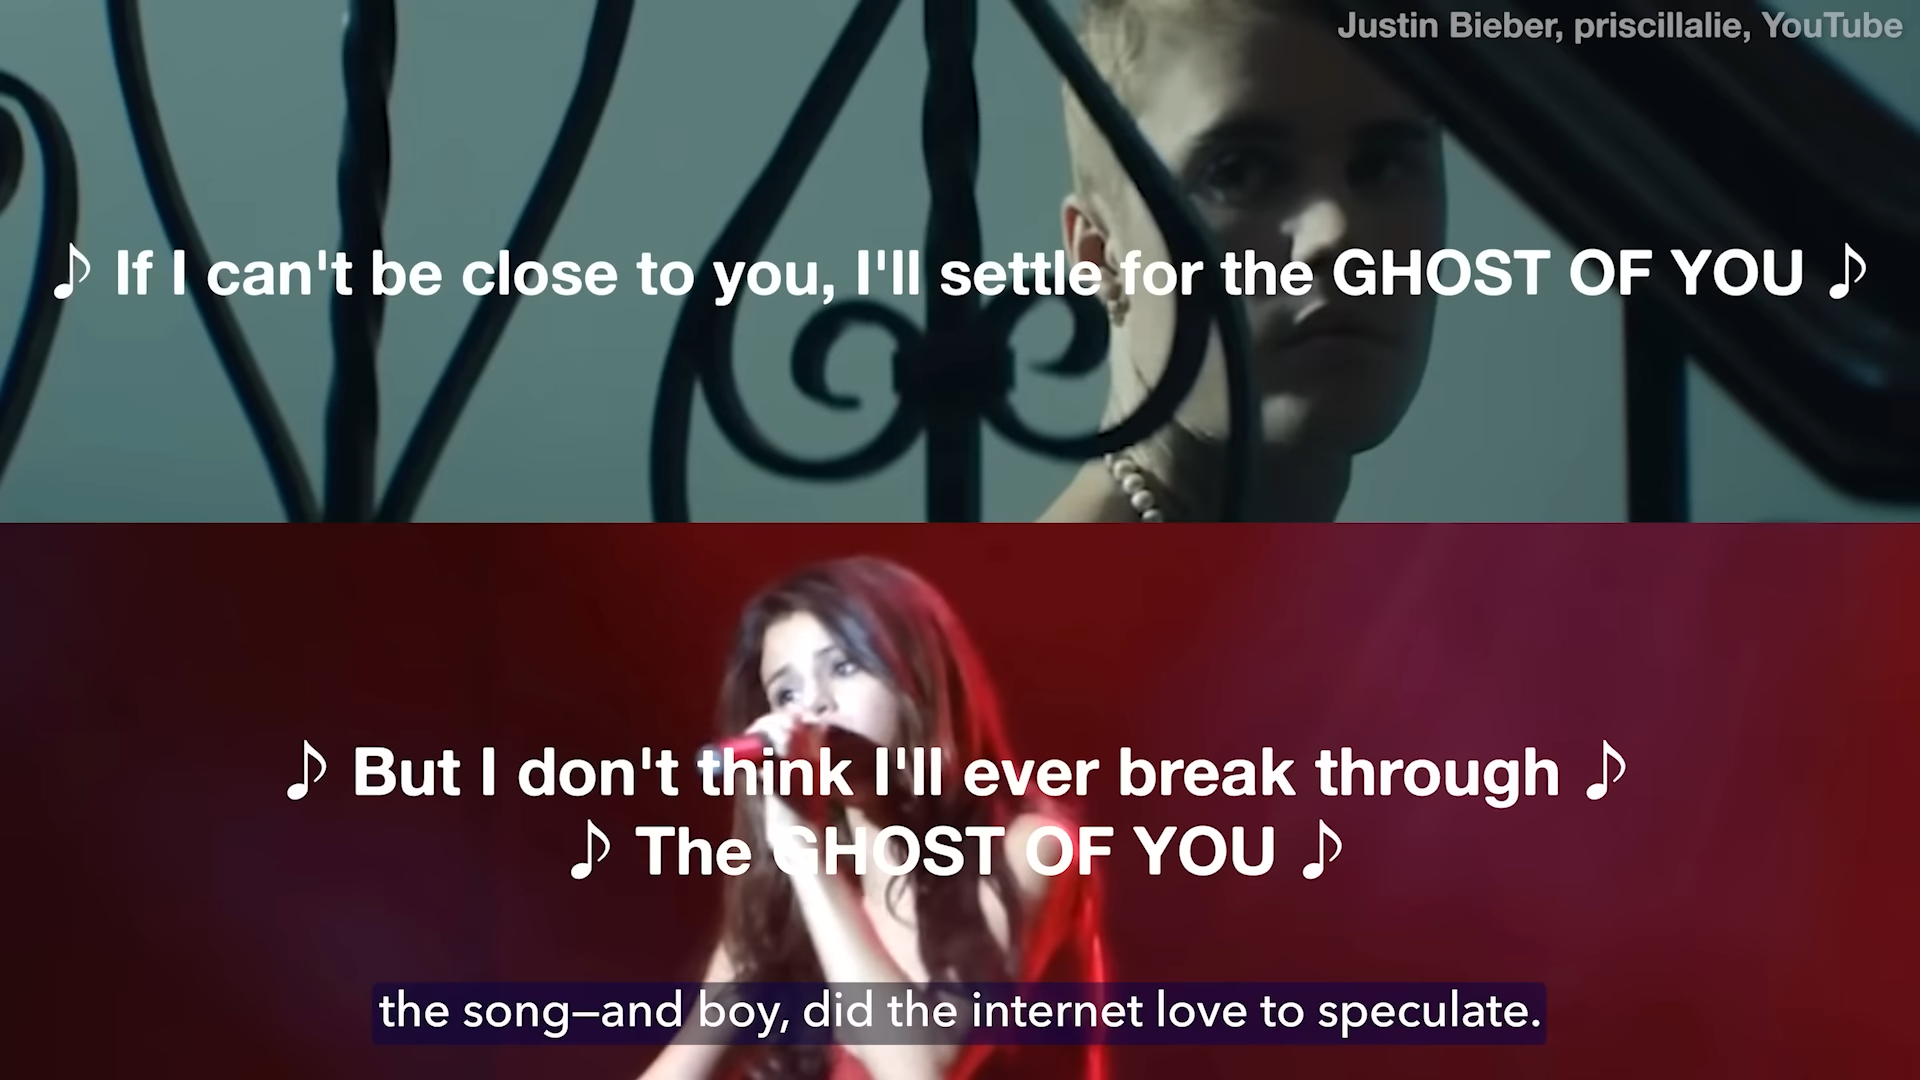 Justin Bieber, priscillalie, YouTube
♪ If I can't be close to you, I'll settle for the GHOST OF YOU ♪
♪ But I don't think I'll ever break through ♪
♪ The GHOST OF YOU ♪
the song—and boy, did the internet love to speculate.